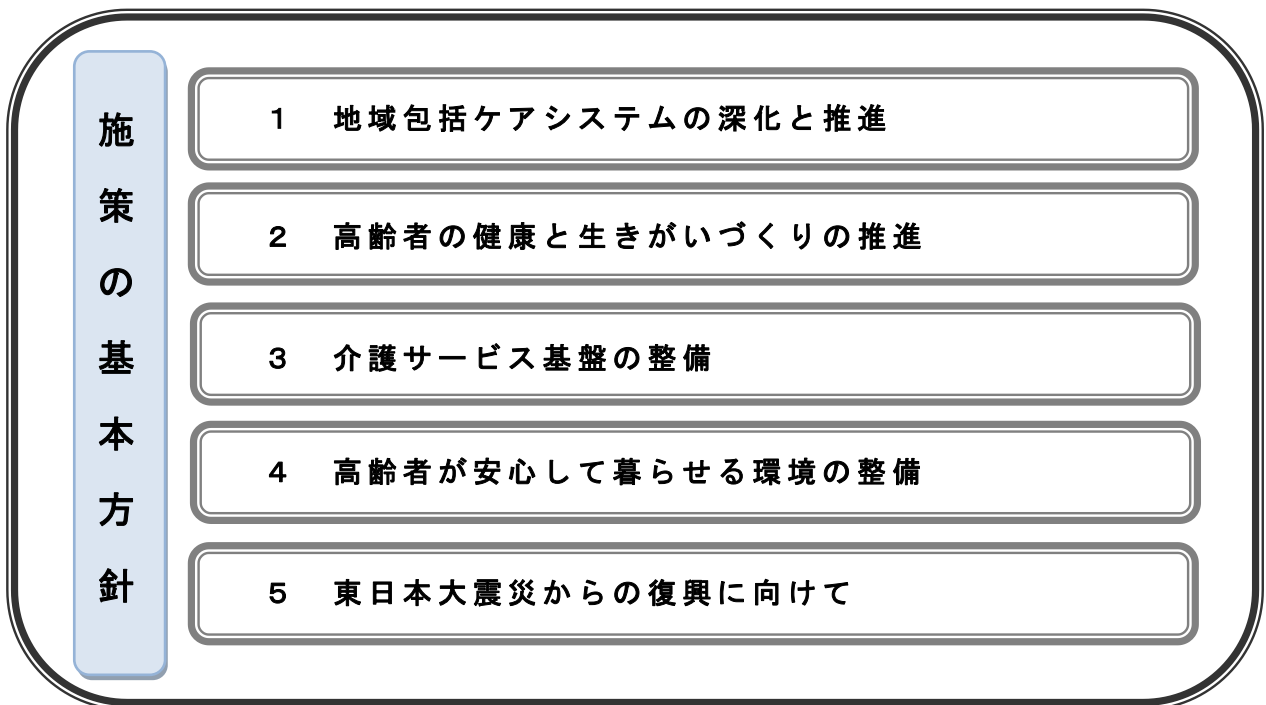 施策の基本方針
1 地域包括ケアシステムの深化と推進
2 高齢者の健康と生きがいづくりの推進
3 介護サービス基盤の整備
4 高齢者が安心して暮らせる環境の整備
5 東日本大震災からの復興に向けて